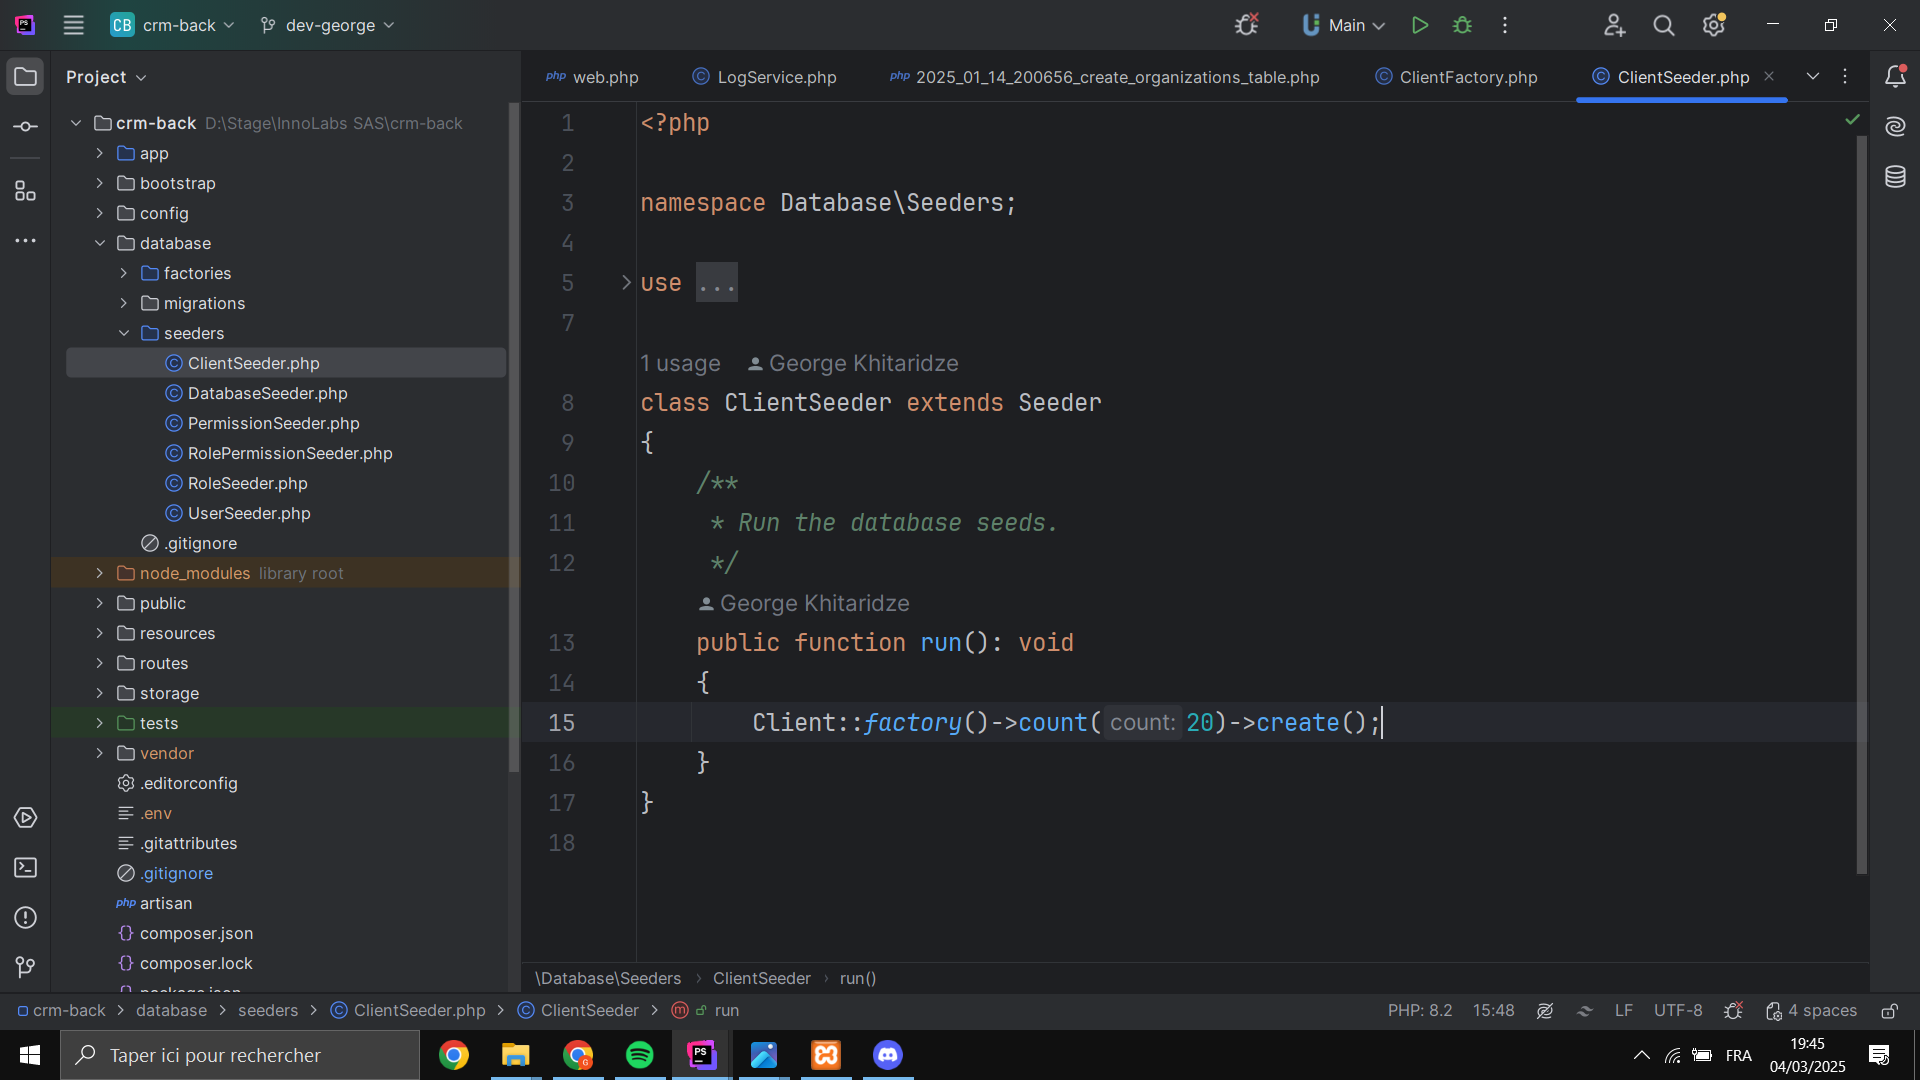 CB crm-back
dev-george
Main
Project
php web.php
LogService.php
php 2025_01_14_200656_create_organizations_table.php
ClientFactory.php
ClientSeeder.php
crm-back D:\Stage\InnoLabs SAS\crm-back
app
bootstrap
config
database
factories
migrations
seeders
ClientSeeder.php
DatabaseSeeder.php
PermissionSeeder.php
RolePermissionSeeder.php
RoleSeeder.php
UserSeeder.php
.gitignore
node_modules library root
public
resources
routes
storage
tests
vendor
.editorconfig
.env
.gitattributes
.gitignore
php artisan
composer.json
composer.lock
1 <?php
2
3 namespace Database\Seeders;
4
5 use ...
7
1 usage George Khitaridze
8 class ClientSeeder extends Seeder
9 {
10 /**
11 * Run the database seeds.
12 */
George Khitaridze
13 public function run(): void
14 {
15 Client::factory()->count( count: 20)->create();
16 }
17 }
18
\Database\Seeders › ClientSeeder › run()
crm-back > database > seeders > ClientSeeder.php > ClientSeeder > run
PHP: 8.2 15:48 LF UTF-8 4 spaces
Taper ici pour rechercher
FRA
19:45
04/03/2025